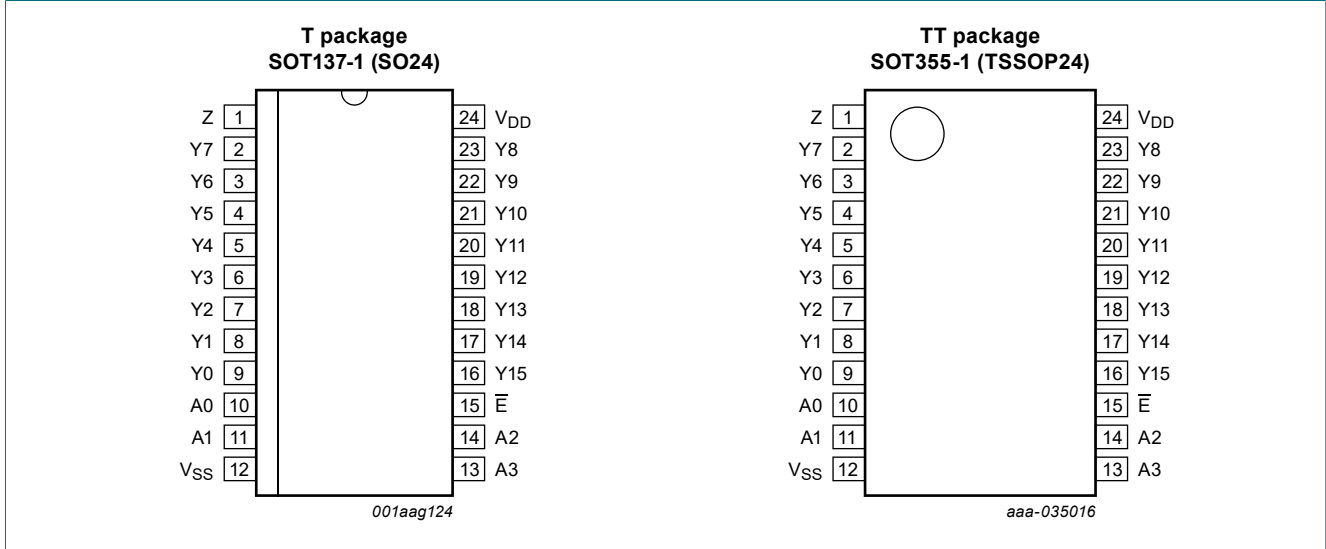 T package
SOT137-1 (SO24)
Z 1 24 VDD
Y7 2 23 Y8
Y6 3 22 Y9
Y5 4 21 Y10
Y4 5 20 Y11
Y3 6 19 Y12
Y2 7 18 Y13
Y1 8 17 Y14
Y0 9 16 Y15
A0 10 15 E̅
A1 11 14 A2
VSS 12 13 A3
001aag124
TT package
SOT355-1 (TSSOP24)
Z 1 24 VDD
Y7 2 23 Y8
Y6 3 22 Y9
Y5 4 21 Y10
Y4 5 20 Y11
Y3 6 19 Y12
Y2 7 18 Y13
Y1 8 17 Y14
Y0 9 16 Y15
A0 10 15 E̅
A1 11 14 A2
VSS 12 13 A3
aaa-035016